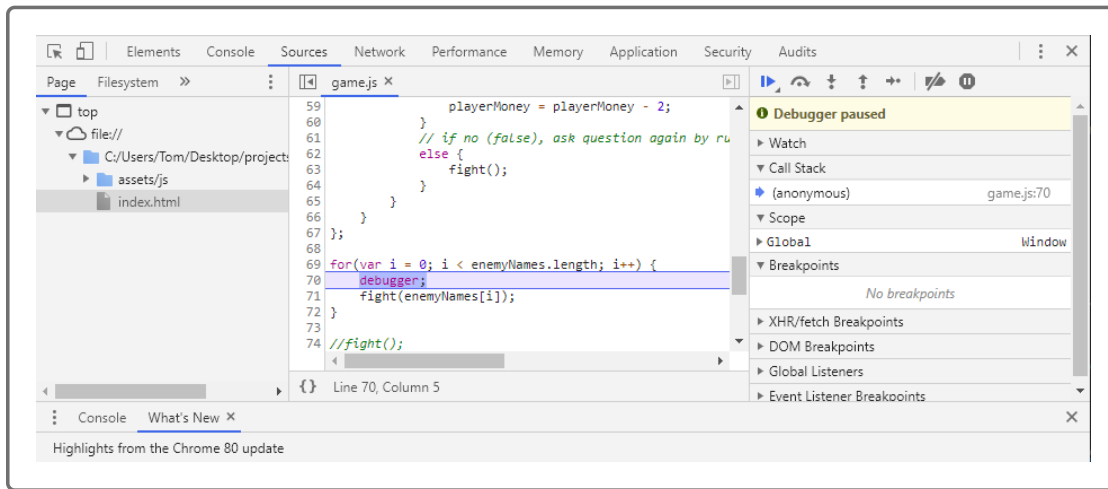 Elements Console Sources Network Performance Memory Application Security Audits
Page Filesystem » game.js ×
top
file://
C:/Users/Tom/Desktop/project
assets/js
index.html
59 playerMoney = playerMoney - 2;
60 }
61 // if no (false), ask question again by ru
62 else {
63 fight();
64 }
65 }
66 }
67 };
68
69 for(var i = 0; i < enemyNames.length; i++) {
70 debugger;
71 fight(enemyNames[i]);
72 }
73
74 //fight();
{} Line 70, Column 5
Debugger paused
Watch
Call Stack
(anonymous) game.js:70
Scope
Global Window
Breakpoints
No breakpoints
XHR/fetch Breakpoints
DOM Breakpoints
Global Listeners
Event Listener Breakpoints
Console What's New ×
Highlights from the Chrome 80 update